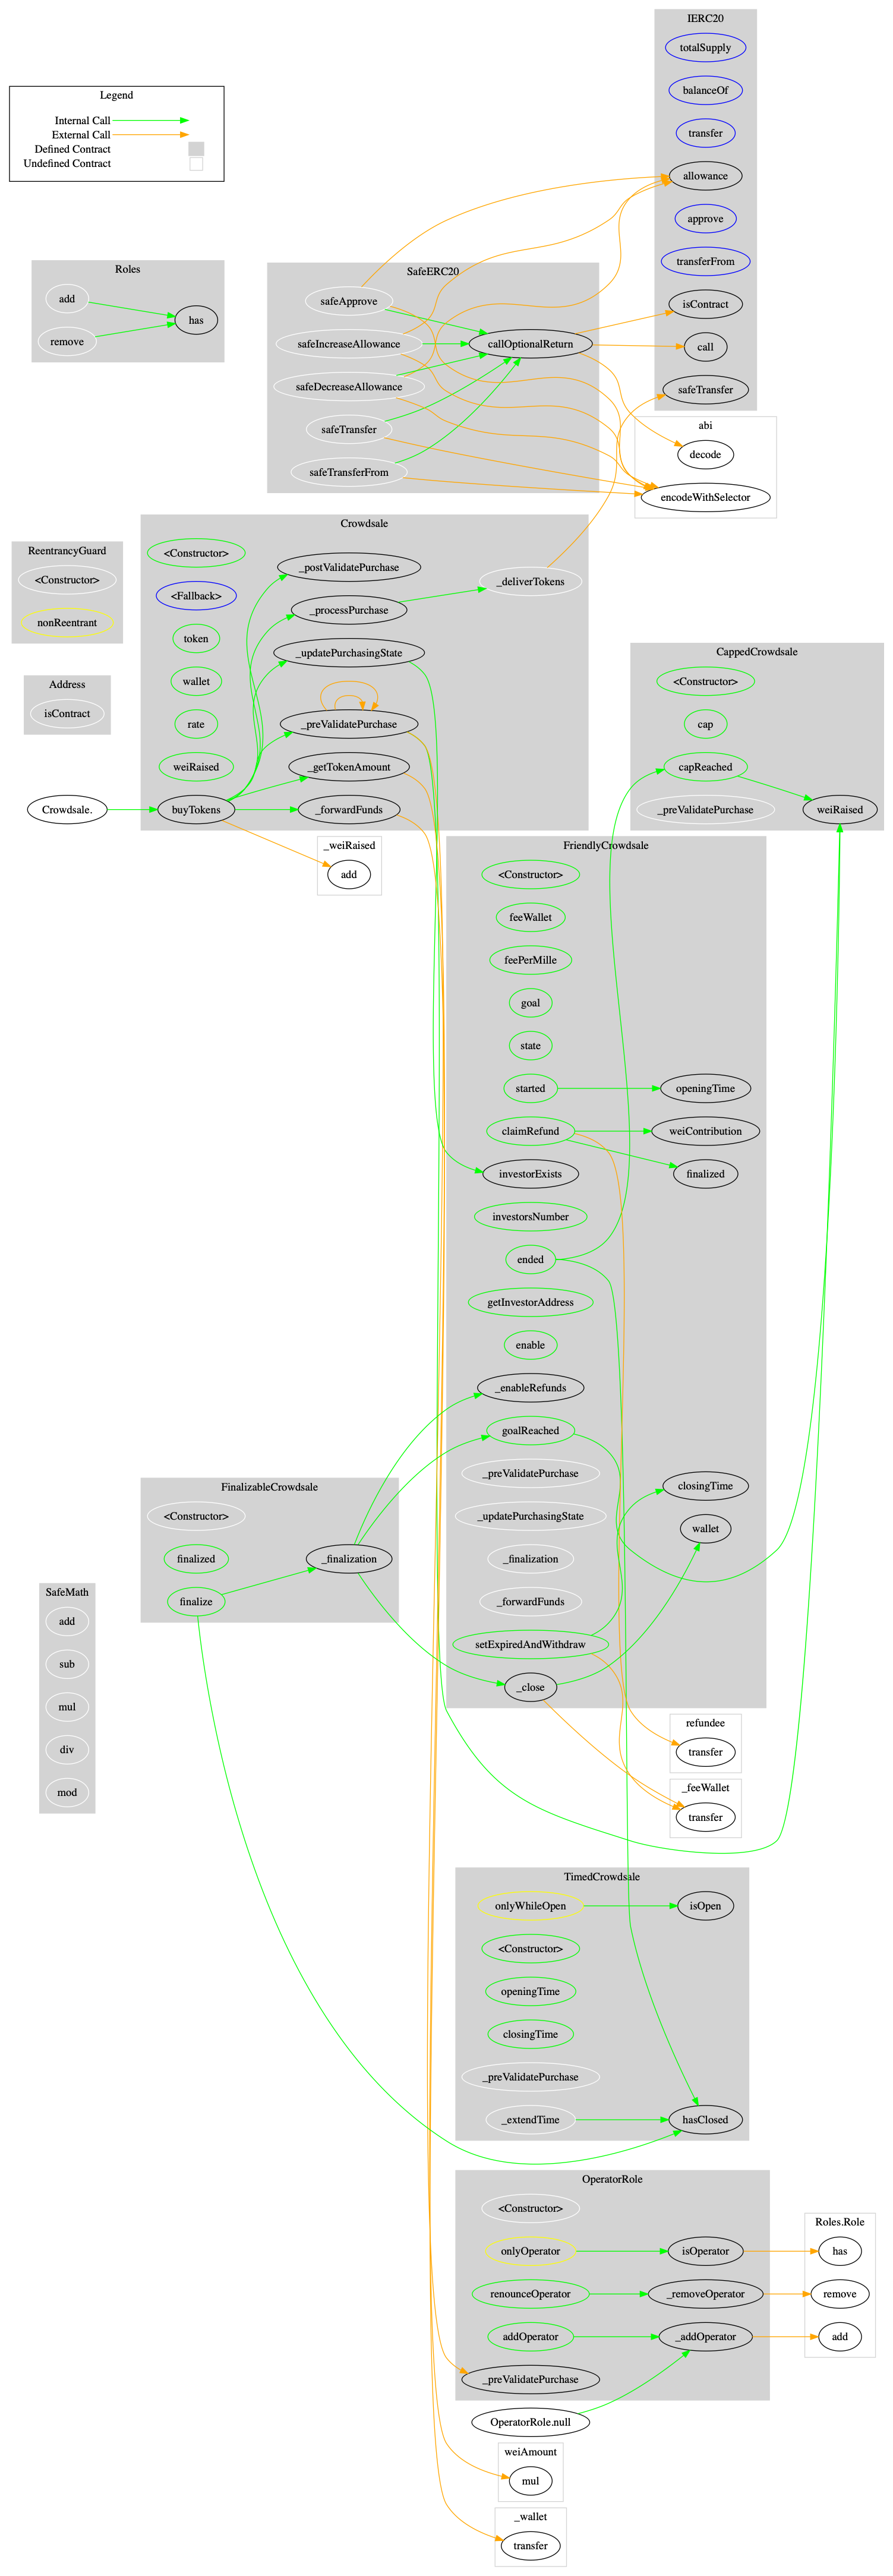 IERC20
totalSupply
balanceOf
transfer
allowance
approve
transferFrom
isContract
call
safeTransfer
Legend
Internal Call
External Call
Defined Contract
Undefined Contract
Roles
add
remove
has
SafeERC20
safeApprove
safeIncreaseAllowance
safeDecreaseAllowance
safeTransfer
safeTransferFrom
callOptionalReturn
abi
decode
encodeWithSelector
ReentrancyGuard
<Constructor>
nonReentrant
Address
isContract
Crowdsale
<Constructor>
<Fallback>
token
wallet
rate
weiRaised
buyTokens
_postValidatePurchase
_processPurchase
_updatePurchasingState
_preValidatePurchase
_getTokenAmount
_forwardFunds
_deliverTokens
Crowdsale.
_weiRaised
add
CappedCrowdsale
<Constructor>
cap
capReached
_preValidatePurchase
weiRaised
FriendlyCrowdsale
<Constructor>
feeWallet
feePerMille
goal
state
started
claimRefund
investorExists
investorsNumber
ended
getInvestorAddress
enable
_enableRefunds
goalReached
_preValidatePurchase
_updatePurchasingState
_finalization
_forwardFunds
setExpiredAndWithdraw
_close
openingTime
weiContribution
finalized
closingTime
wallet
FinalizableCrowdsale
<Constructor>
finalized
finalize
_finalization
SafeMath
add
sub
mul
div
mod
refundee
transfer
_feeWallet
transfer
TimedCrowdsale
onlyWhileOpen
<Constructor>
openingTime
closingTime
_preValidatePurchase
_extendTime
isOpen
hasClosed
OperatorRole
<Constructor>
onlyOperator
renounceOperator
addOperator
_preValidatePurchase
isOperator
_removeOperator
_addOperator
Roles.Role
has
remove
add
OperatorRole.null
weiAmount
mul
_wallet
transfer